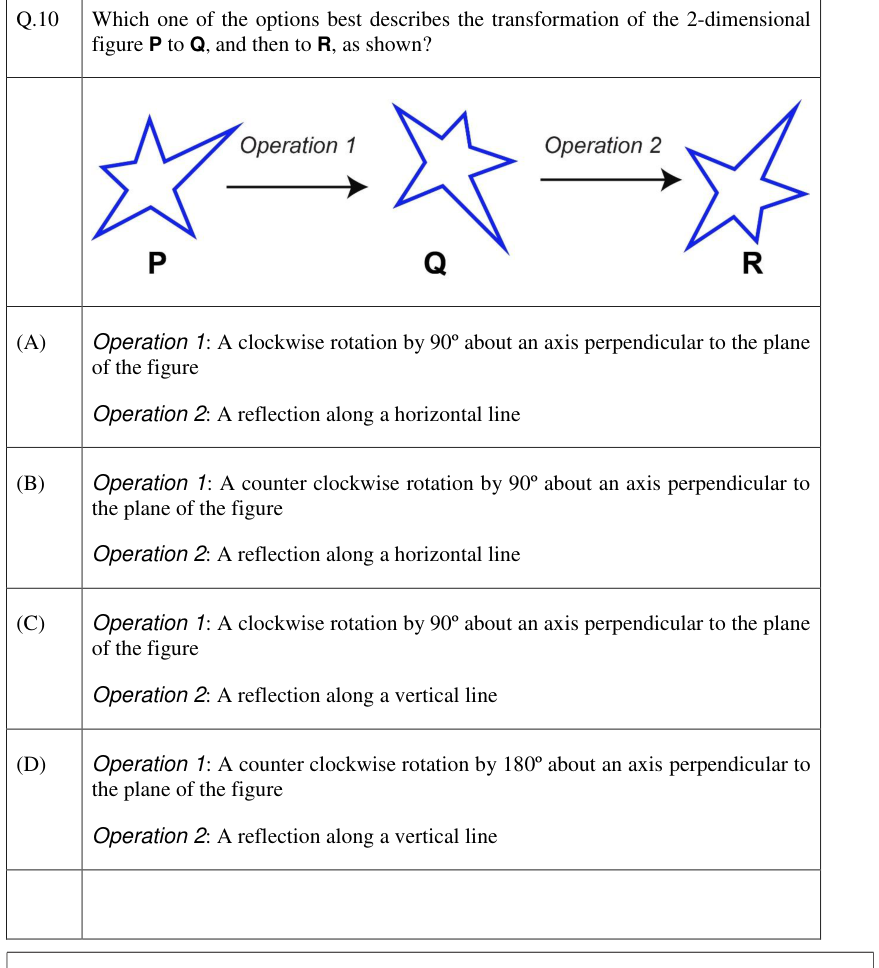 Q.10 Which one of the options best describes the transformation of the 2-dimensional
figure P to Q, and then to R, as shown?
Operation 1 Operation 2
P Q R
(A) Operation 1: A clockwise rotation by 90º about an axis perpendicular to the plane
of the figure
Operation 2: A reflection along a horizontal line
(B) Operation 1: A counter clockwise rotation by 90º about an axis perpendicular to
the plane of the figure
Operation 2: A reflection along a horizontal line
(C) Operation 1: A clockwise rotation by 90º about an axis perpendicular to the plane
of the figure
Operation 2: A reflection along a vertical line
(D) Operation 1: A counter clockwise rotation by 180º about an axis perpendicular to
the plane of the figure
Operation 2: A reflection along a vertical line